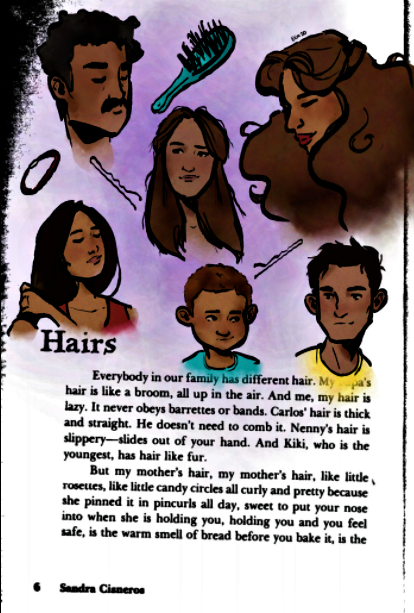 Hairs
Everybody in our family has different hair. My Papa's
hair is like a broom, all up in the air. And me, my hair is
lazy. It never obeys barrettes or bands. Carlos' hair is thick
and straight. He doesn't need to comb it. Nenny's hair is
slippery—slides out of your hand. And Kiki, who is the
youngest, has hair like fur.
But my mother's hair, my mother's hair, like little
rosettes, like little candy circles all curly and pretty because
she pinned it in pincurls all day, sweet to put your nose
into when she is holding you, holding you and you feel
safe, is the warm smell of bread before you bake it, is the
6 Sandra Cisneros